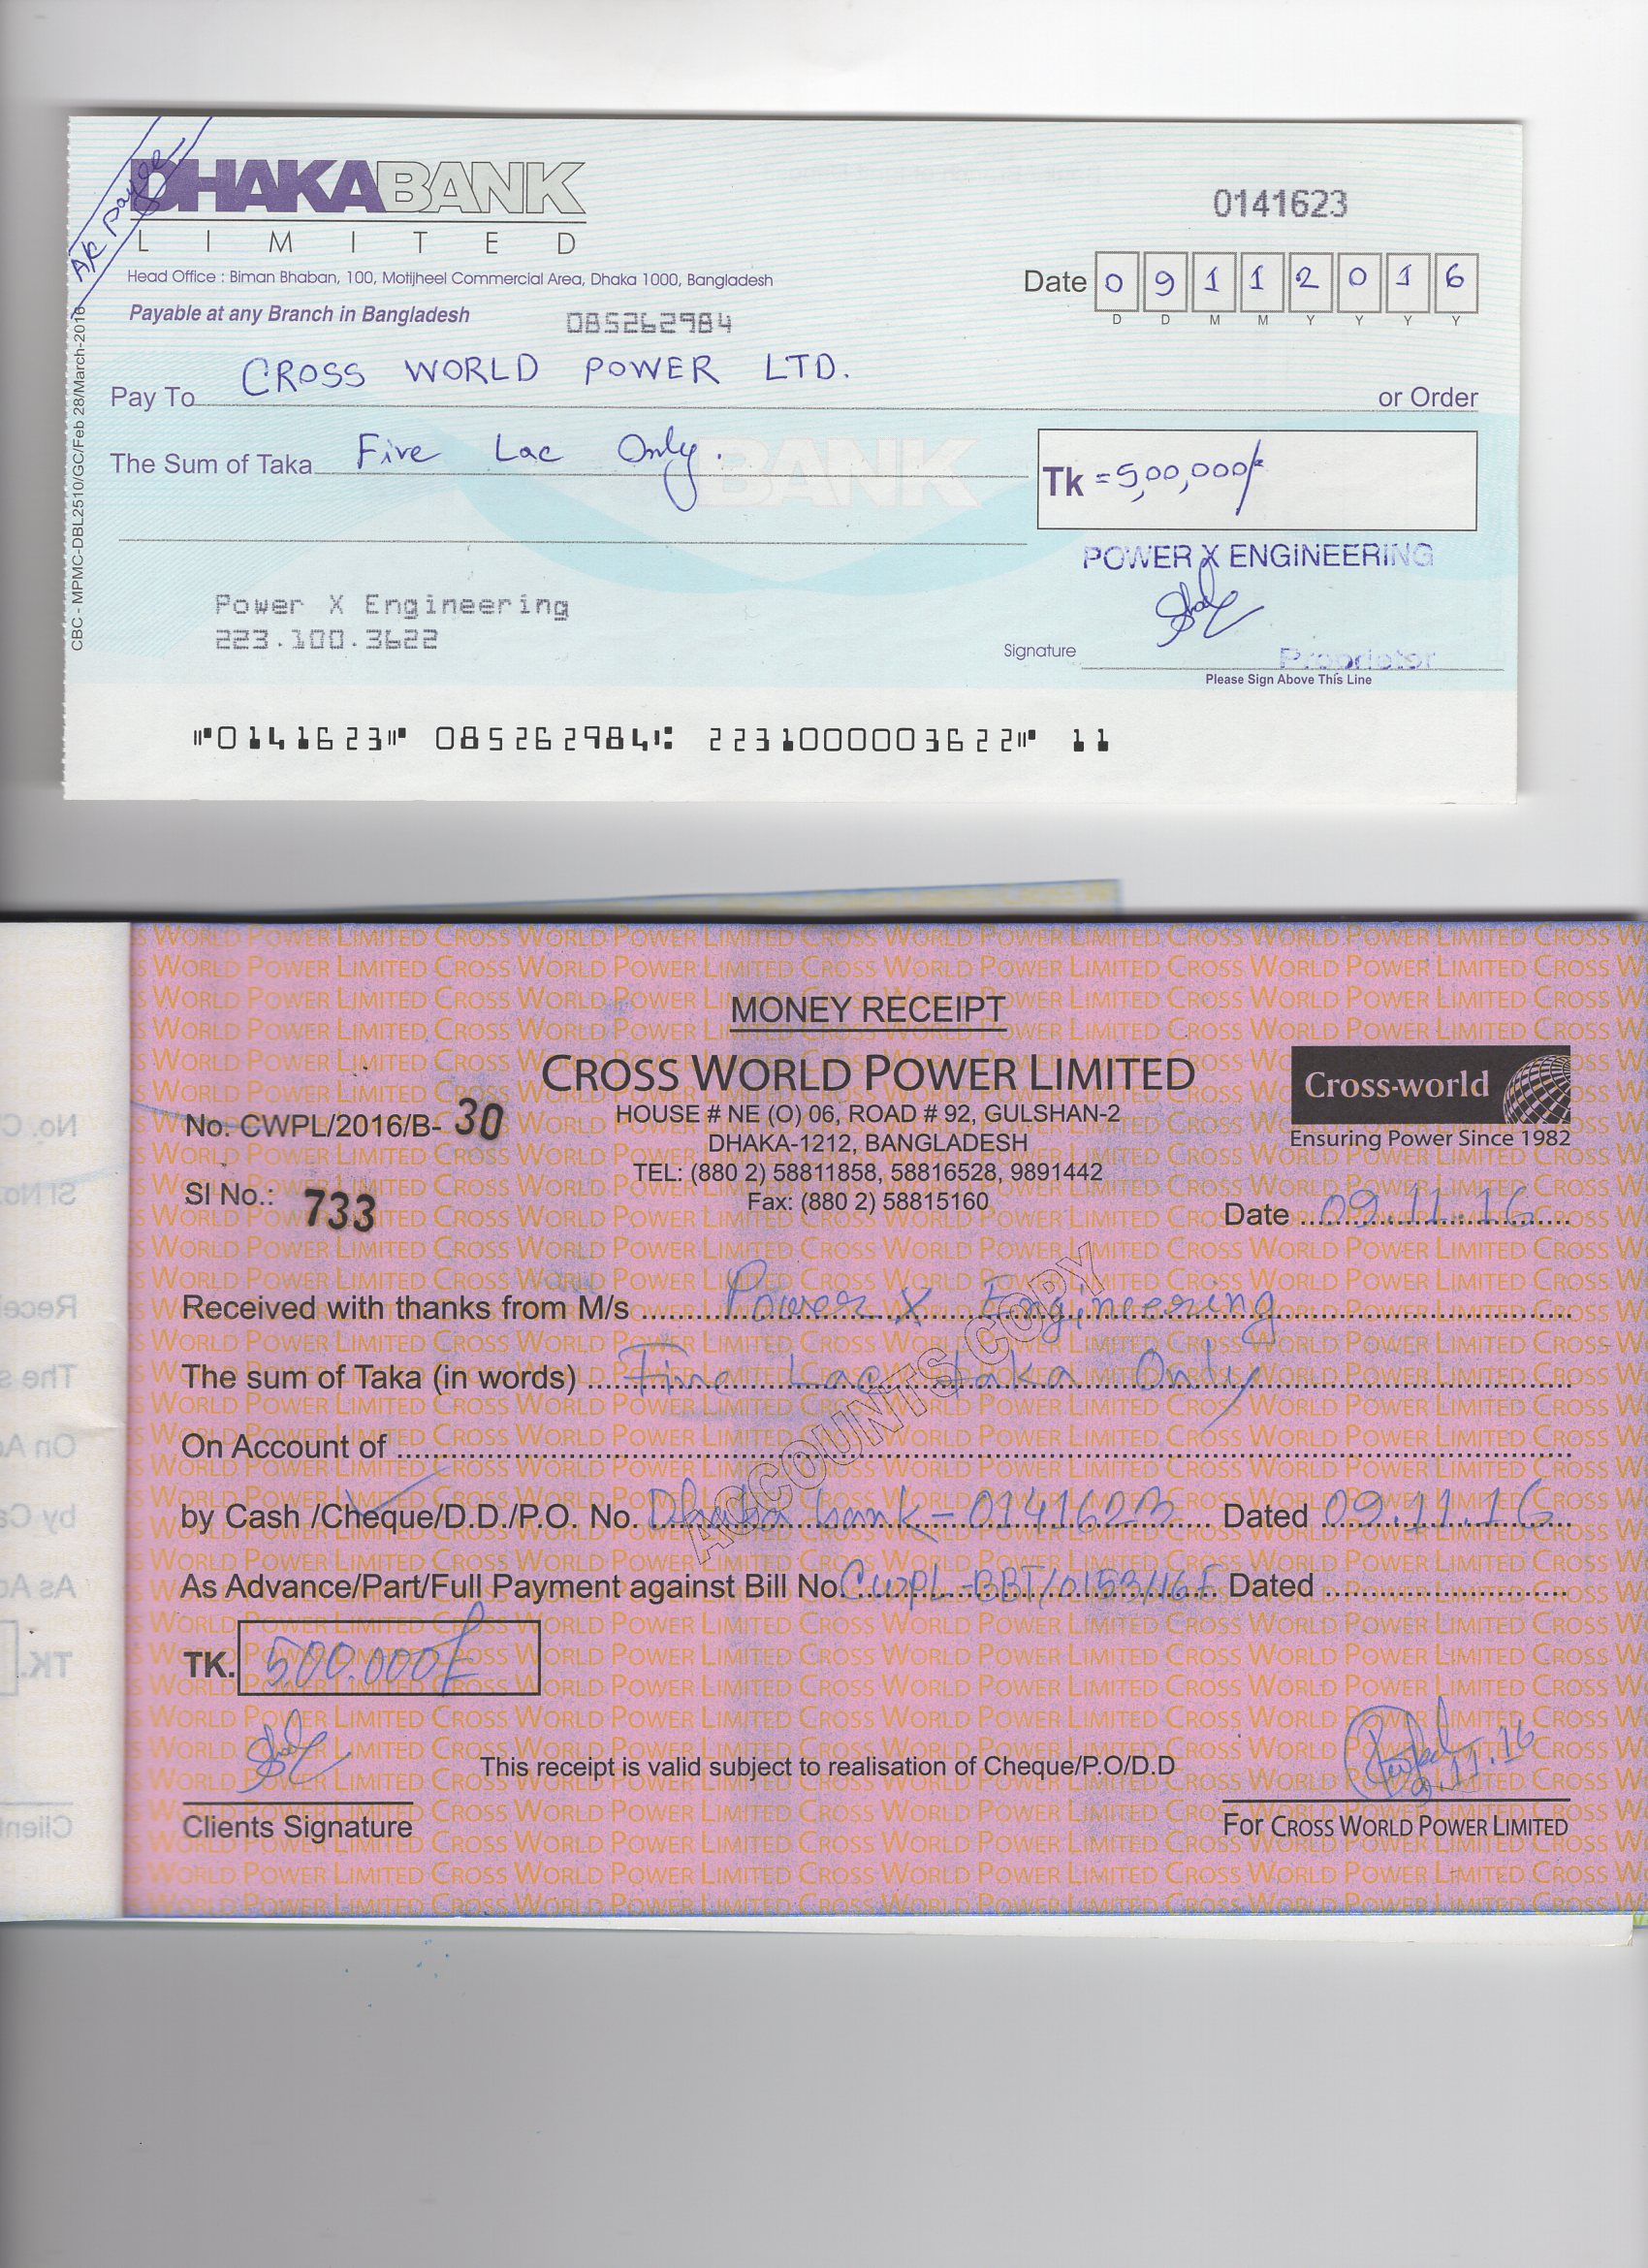 A/c payee
DHAKABANK
LIMITED
0141623
Head Office : Biman Bhaban, 100, Motijheel Commercial Area, Dhaka 1000, Bangladesh
Date 09112016
D D M M Y Y Y Y
Payable at any Branch in Bangladesh 085262984
CBC - MPMC-DBL2510/GC/Feb 28/March-2016
Pay To CROSS WORLD POWER LTD. or Order
The Sum of Taka Five Lac Only.
BANK
Tk =5,00,000/-
POWER X ENGINEERING
Power X Engineering
223.100.3622
Signature
Proprietor
Please Sign Above This Line
⑈0141623⑈ 085262984⑆ 2231000003622⑈ 11
MONEY RECEIPT
CROSS WORLD POWER LIMITED
Cross-world
Ensuring Power Since 1982
No. CWPL/2016/B- 30
HOUSE # NE (O) 06, ROAD # 92, GULSHAN-2
DHAKA-1212, BANGLADESH
TEL: (880 2) 58811858, 58816528, 9891442
Fax: (880 2) 58815160
SI No.: 733
Date 09.11.16
Received with thanks from M/s Power X Engineering
The sum of Taka (in words) Five Lac taka Only
On Account of
by Cash /Cheque/D.D./P.O. No. Dhaka bank-0141623 Dated 09.11.16
As Advance/Part/Full Payment against Bill No. CWPL-BBT/0153/16 Dated
ACCOUNTS COPY
TK. 500.000/-
This receipt is valid subject to realisation of Cheque/P.O/D.D
9.11.16
Clients Signature
For CROSS WORLD POWER LIMITED